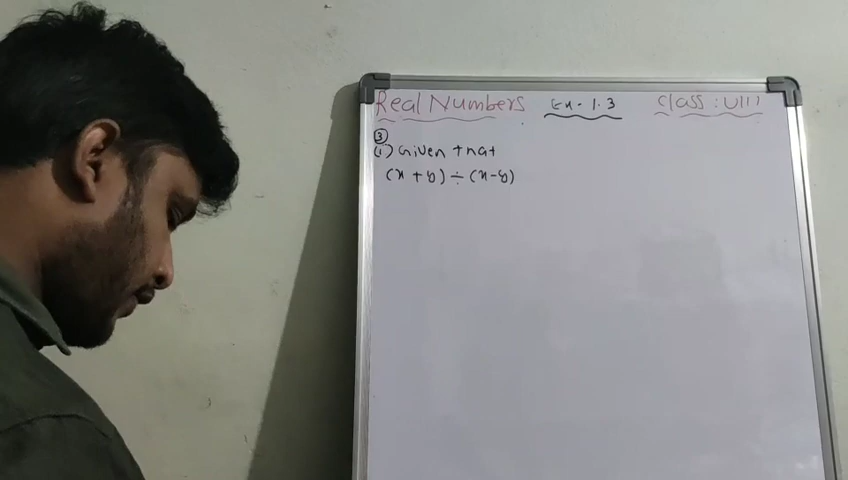 Real Numbers Ex - 1.3 Class : VIII
③
(i) Given that
(x + y) ÷ (x - y)